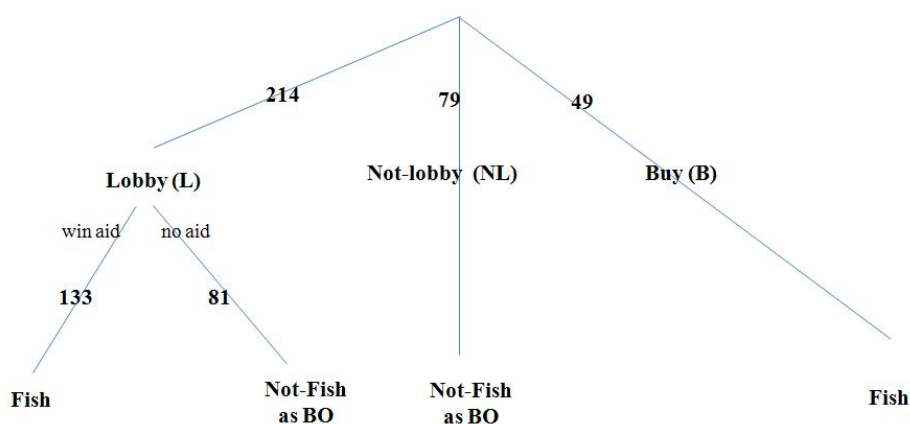 214
79
49
Lobby (L)
Not-lobby (NL)
Buy (B)
win aid
no aid
133
81
Fish
Not-Fish
as BO
Not-Fish
as BO
Fish